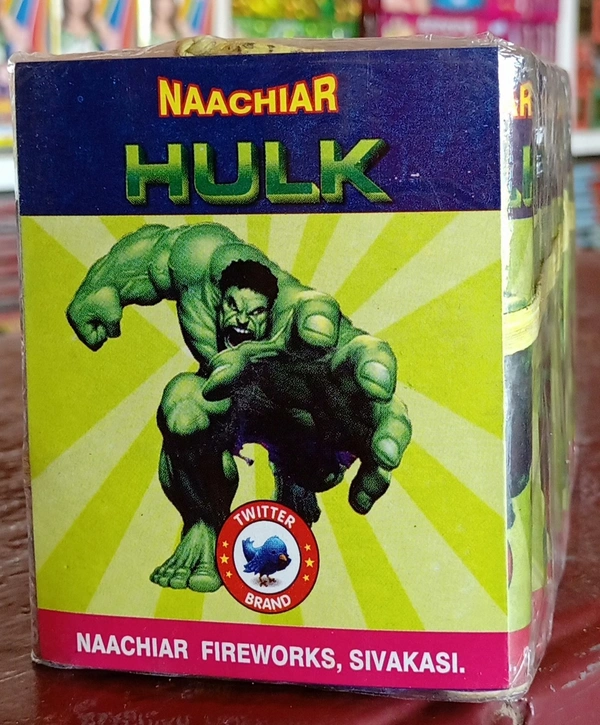 NAACHIAR
HULK
TWITTER
BRAND
NAACHIAR FIREWORKS, SIVAKASI.